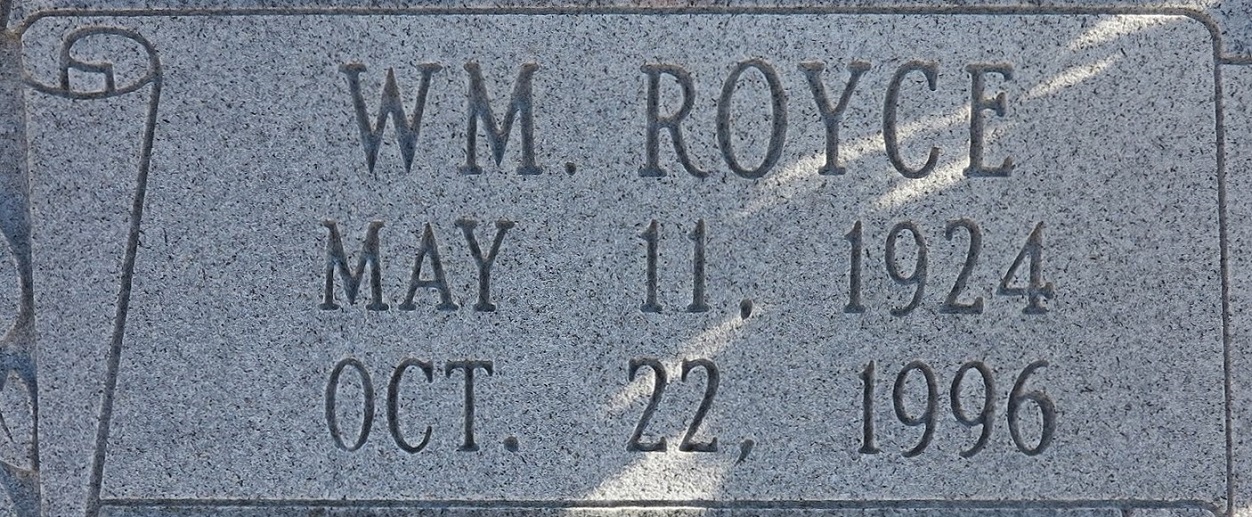 WM. ROYCE
MAY 11, 1924
OCT. 22, 1996